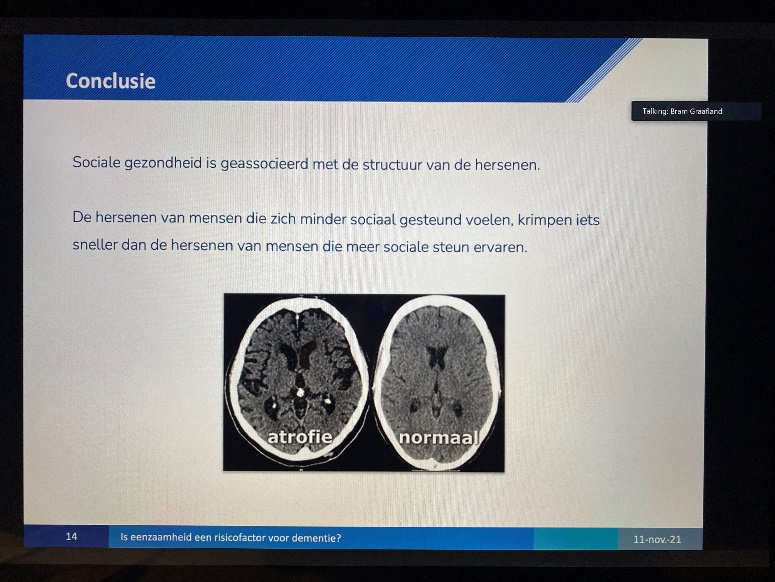 Conclusie
Talking: Bram Graafland
Sociale gezondheid is geassocieerd met de structuur van de hersenen.
De hersenen van mensen die zich minder sociaal gesteund voelen, krimpen iets
sneller dan de hersenen van mensen die meer sociale steun ervaren.
atrofie
normaal
14
Is eenzaamheid een risicofactor voor dementie?
11-nov.-21